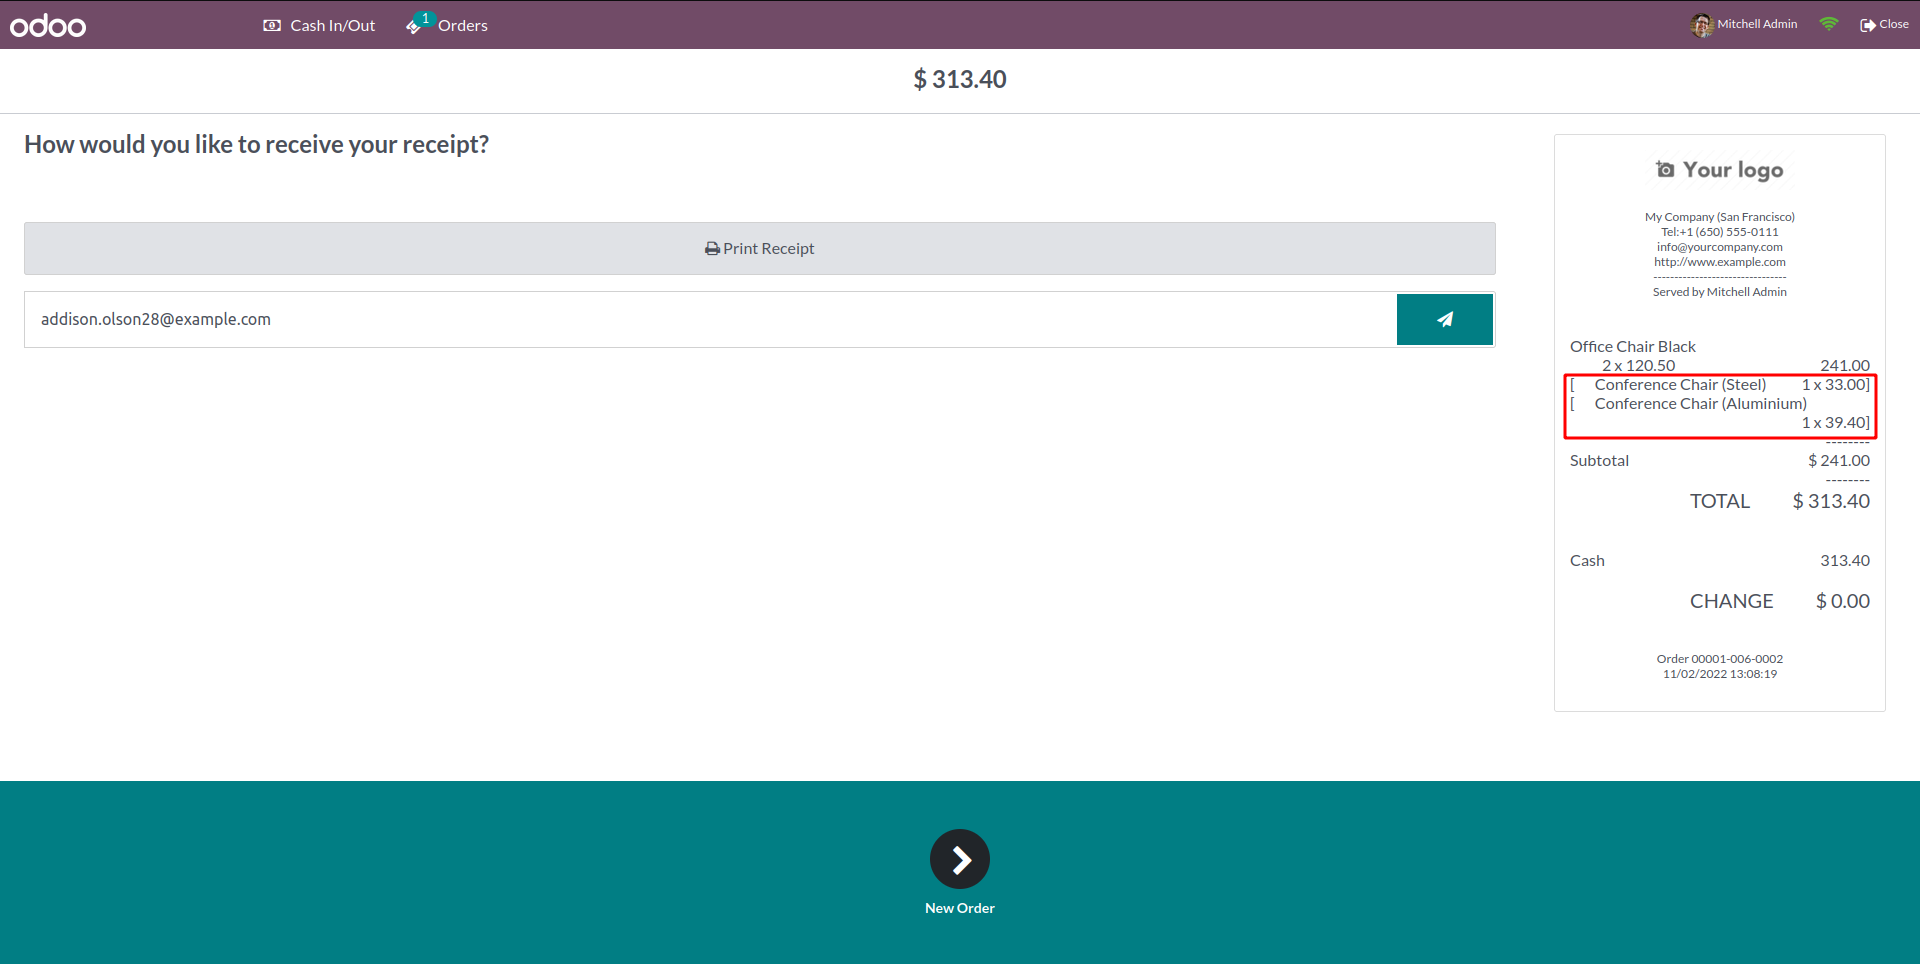 odoo
Cash In/Out
1
Orders
Mitchell Admin
Close
$ 313.40
How would you like to receive your receipt?
Print Receipt
addison.olson28@example.com
Your logo
My Company (San Francisco)
Tel:+1 (650) 555-0111
info@yourcompany.com
http://www.example.com
--------------------------------
Served by Mitchell Admin
Office Chair Black
2 x 120.50 241.00
[ Conference Chair (Steel) 1 x 33.00]
[ Conference Chair (Aluminium)
1 x 39.40]
--------
Subtotal $ 241.00
--------
TOTAL $ 313.40
Cash 313.40
CHANGE $ 0.00
Order 00001-006-0002
11/02/2022 13:08:19
New Order